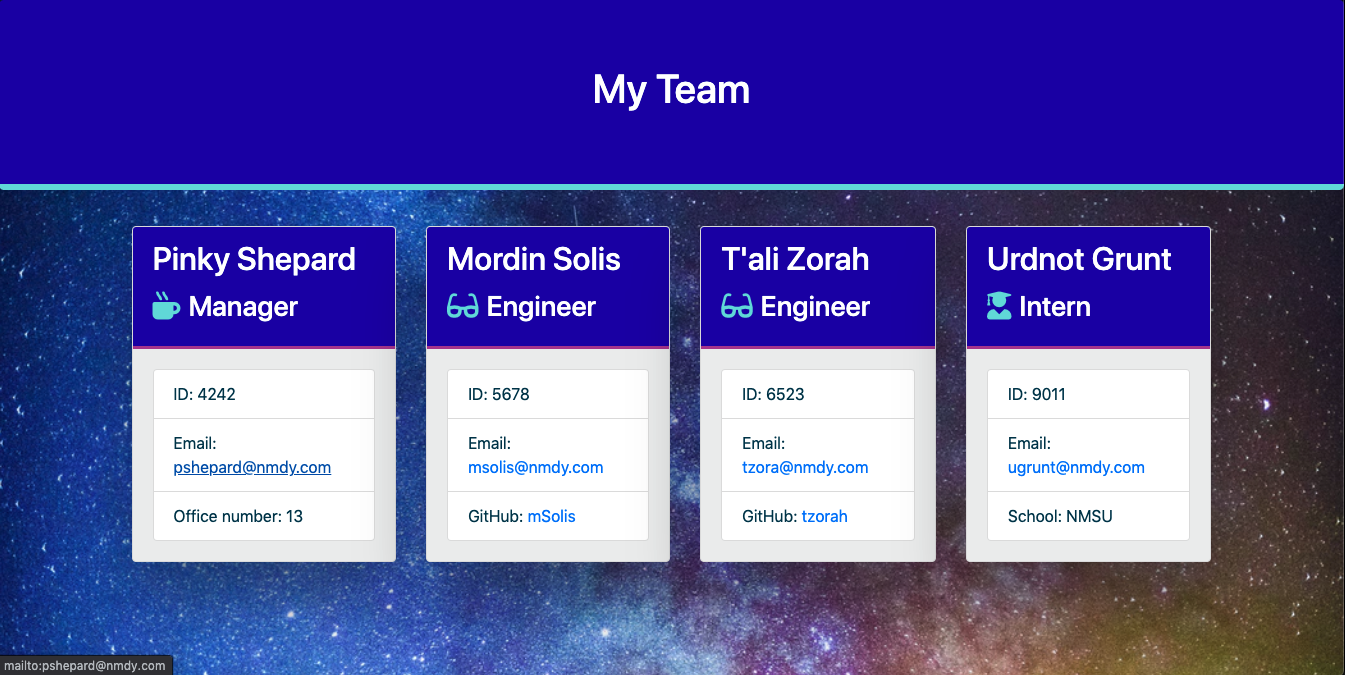 My Team
Pinky Shepard
Manager
ID: 4242
Email:
pshepard@nmdy.com
Office number: 13
Mordin Solis
Engineer
ID: 5678
Email:
msolis@nmdy.com
GitHub: mSolis
T'ali Zorah
Engineer
ID: 6523
Email:
tzora@nmdy.com
GitHub: tzorah
Urdnot Grunt
Intern
ID: 9011
Email:
ugrunt@nmdy.com
School: NMSU
mailto:pshepard@nmdy.com